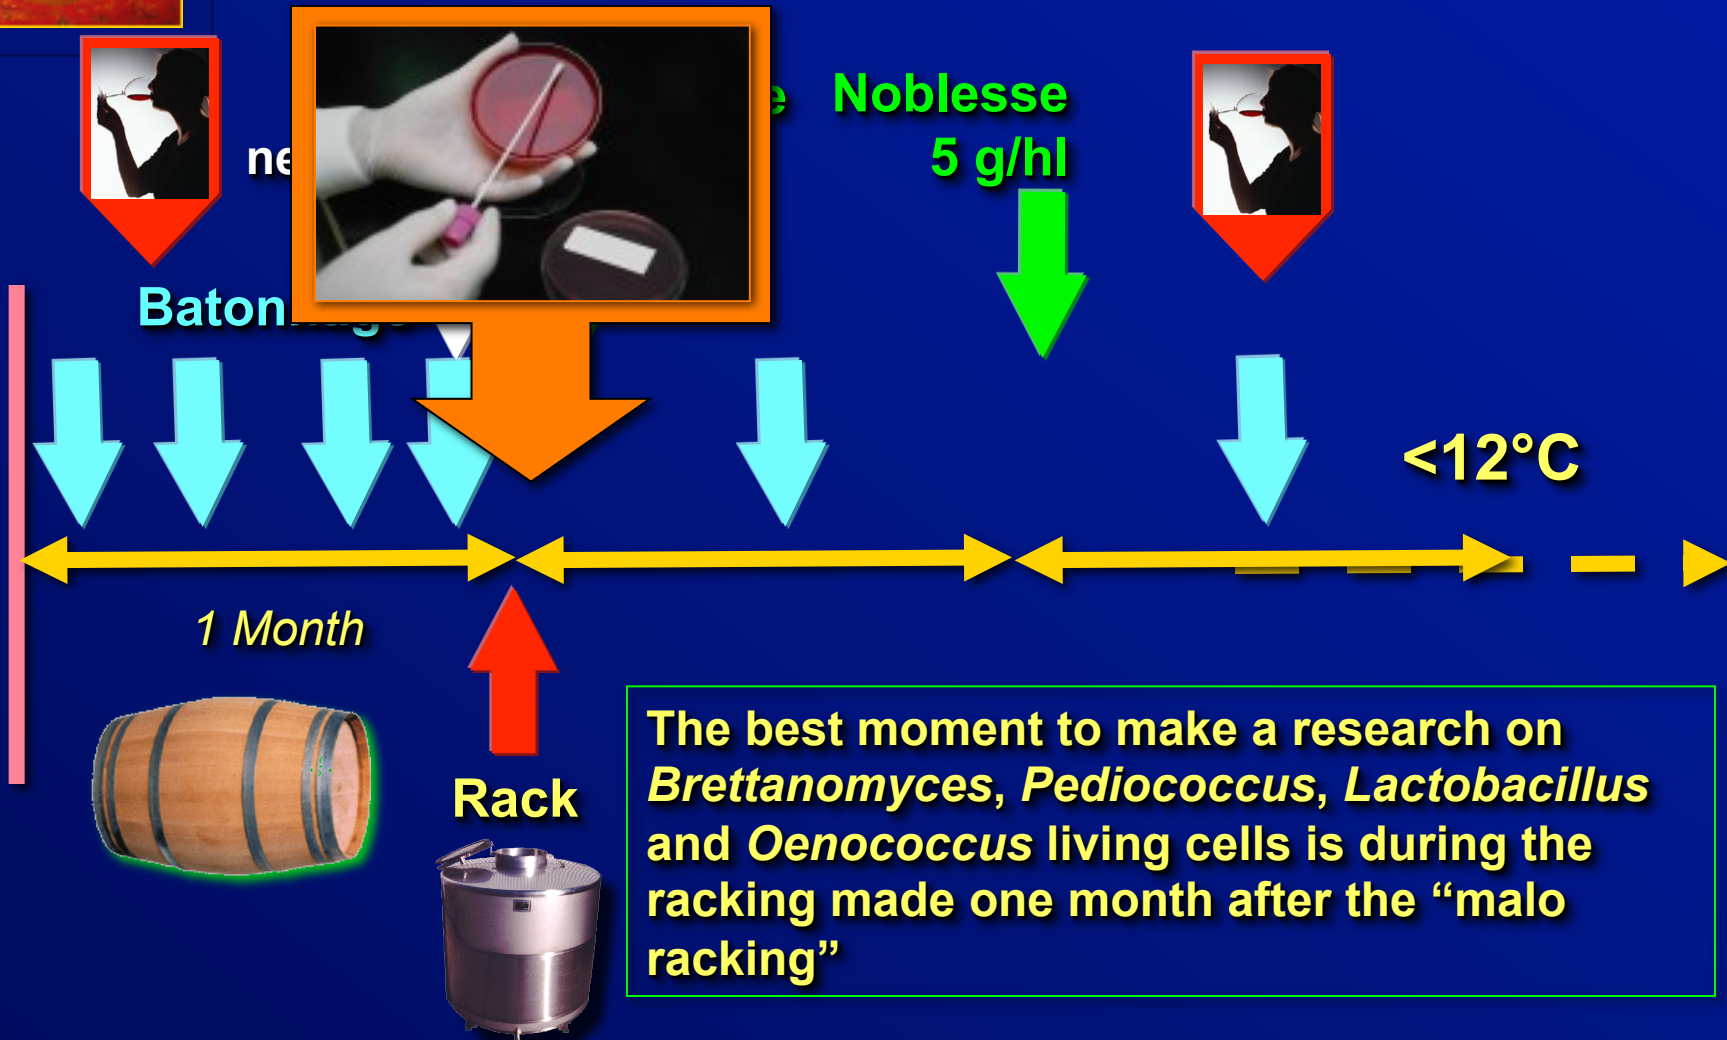 Noblesse
5 g/hl
<12°C
1 Month
Rack
The best moment to make a research on
Brettanomyces, Pediococcus, Lactobacillus
and Oenococcus living cells is during the
racking made one month after the “malo
racking”